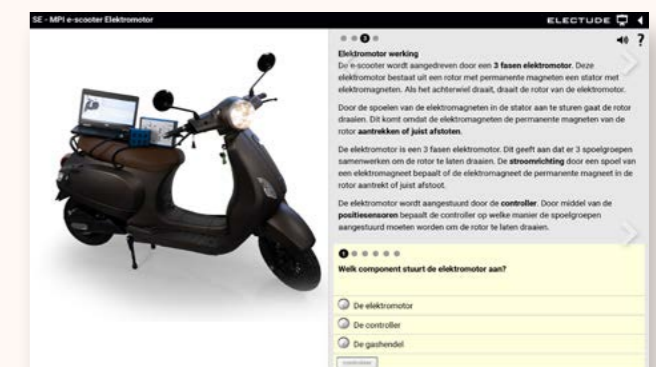 SE - MPI e-scooter Elektromotor
ELECTUDE
?
3
Elektromotor werking
De e-scooter wordt aangedreven door een 3 fasen elektromotor. Deze
elektromotor bestaat uit een rotor met permanente magneten een stator met
elektromagneten. Als het achterwiel draait, draait de rotor van de elektromotor.
Door de spoelen van de elektromagneten in de stator aan te sturen gaat de rotor
draaien. Dit komt omdat de elektromagneten de permanente magneten van de
rotor aantrekken of juist afstoten.
De elektromotor is een 3 fasen elektromotor. Dit geeft aan dat er 3 spoelgroepen
samenwerken om de rotor te laten draaien. De stroomrichting door een spoel van
een elektromagneet bepaalt of de elektromagneet de permanente magneet in de
rotor aantrekt of juist afstoot.
De elektromotor wordt aangestuurd door de controller. Door middel van de
positiesensoren bepaalt de controller op welke manier de spoelgroepen
aangestuurd moeten worden om de rotor te laten draaien.
1
Welk component stuurt de elektromotor aan?
De elektromotor
De controller
De gashendel